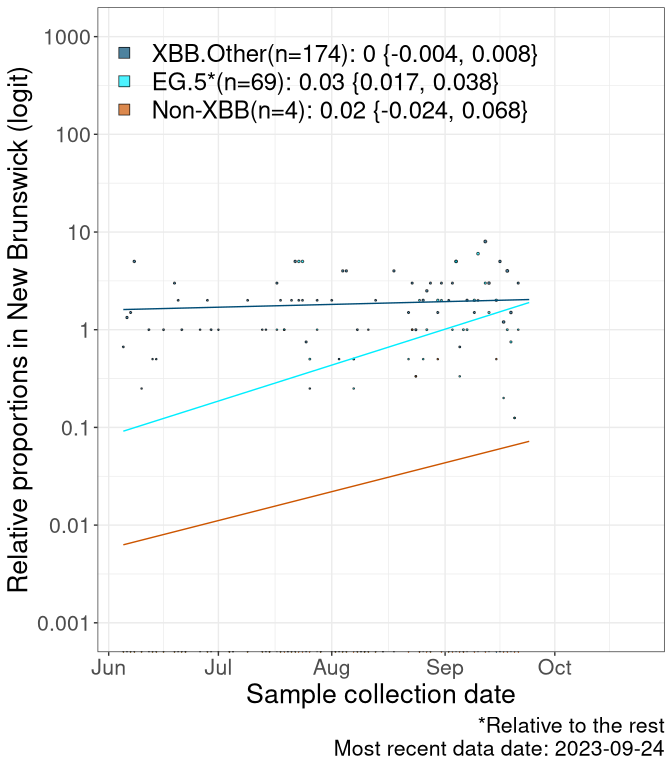 XBB.Other(n=174): 0 {-0.004, 0.008}
EG.5*(n=69): 0.03 {0.017, 0.038}
Non-XBB(n=4): 0.02 {-0.024, 0.068}
Relative proportions in New Brunswick (logit)
1000
100
10
1
0.1
0.01
0.001
Jun Jul Aug Sep Oct
Sample collection date
*Relative to the rest
Most recent data date: 2023-09-24